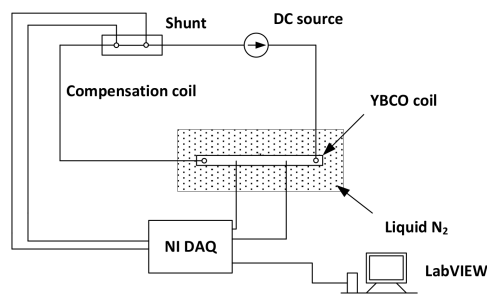 Shunt
DC source
Compensation coil
YBCO coil
Liquid N₂
NI DAQ
LabVIEW